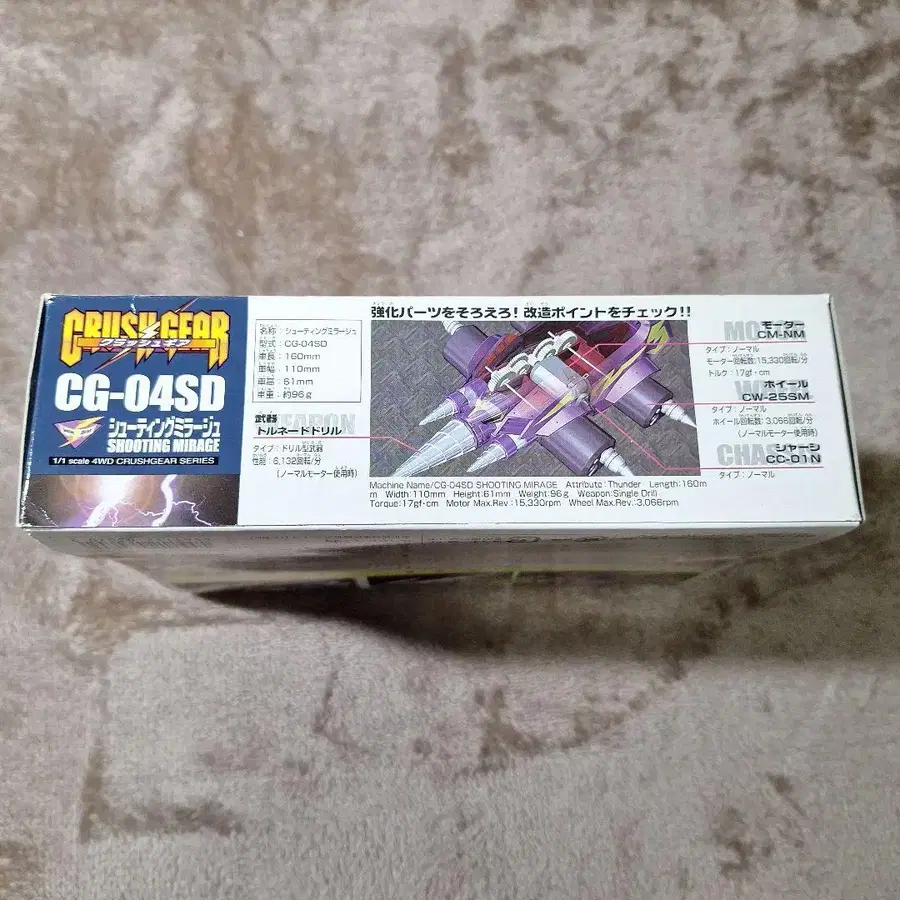 CRUSH GEAR
クラッシュギア
CG-04SD
シューティングミラージュ
SHOOTING MIRAGE
1/1 scale 4WD CRUSHGEAR SERIES
名称：シューティングミラージュ
型式：CG-04SD
車長：160mm
車幅：110mm
車高：61mm
車重：約96g
強化パーツをそろえろ！改造ポイントをチェック!!
WEAPON
武器
トルネードドリル
タイプ：ドリル型武器
性能：6,132回転/分
（ノーマルモーター使用時）
MOTOR
モーター
CM-NM
タイプ：ノーマル
モーター回転数：15,330回転/分
トルク：17gf・cm
ホイール
CW-25SM
タイプ：ノーマル
ホイール回転数：3,066回転/分
（ノーマルモーター使用時）
CHASSIS
シャーシ
CC-01N
タイプ：ノーマル
Machine Name/CG-04SD SHOOTING MIRAGE Attribute:Thunder Length:160m
m Width:110mm Height:61mm Weight:96g Weapon:Single Drill
Torque:17gf-cm Motor Max.Rev.:15,330rpm Wheel Max.Rev.:3,066rpm